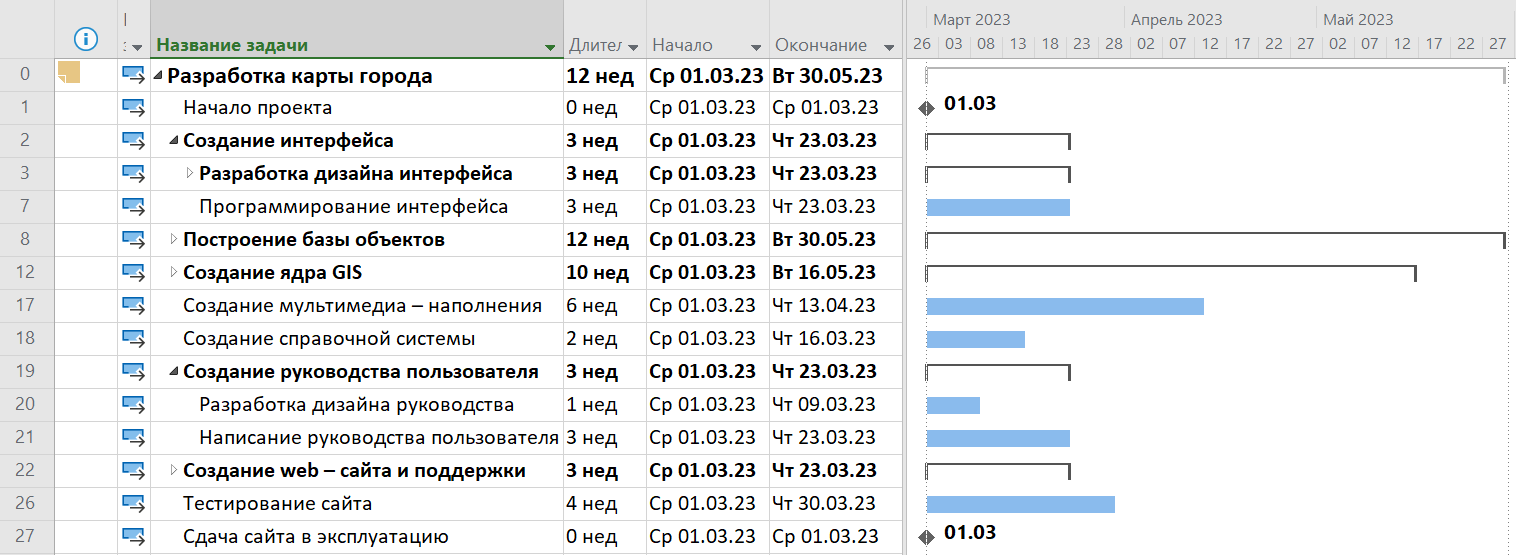 Название задачи Длител Начало Окончание
Март 2023 Апрель 2023 Май 2023
26 03 08 13 18 23 28 02 07 12 17 22 27 02 07 12 17 22 27
0 Разработка карты города 12 нед Ср 01.03.23 Вт 30.05.23
1 Начало проекта 0 нед Ср 01.03.23 Ср 01.03.23 01.03
2 Создание интерфейса 3 нед Ср 01.03.23 Чт 23.03.23
3 Разработка дизайна интерфейса 3 нед Ср 01.03.23 Чт 23.03.23
7 Программирование интерфейса 3 нед Ср 01.03.23 Чт 23.03.23
8 Построение базы объектов 12 нед Ср 01.03.23 Вт 30.05.23
12 Создание ядра GIS 10 нед Ср 01.03.23 Вт 16.05.23
17 Создание мультимедиа – наполнения 6 нед Ср 01.03.23 Чт 13.04.23
18 Создание справочной системы 2 нед Ср 01.03.23 Чт 16.03.23
19 Создание руководства пользователя 3 нед Ср 01.03.23 Чт 23.03.23
20 Разработка дизайна руководства 1 нед Ср 01.03.23 Чт 09.03.23
21 Написание руководства пользователя 3 нед Ср 01.03.23 Чт 23.03.23
22 Создание web – сайта и поддержки 3 нед Ср 01.03.23 Чт 23.03.23
26 Тестирование сайта 4 нед Ср 01.03.23 Чт 30.03.23
27 Сдача сайта в эксплуатацию 0 нед Ср 01.03.23 Ср 01.03.23 01.03